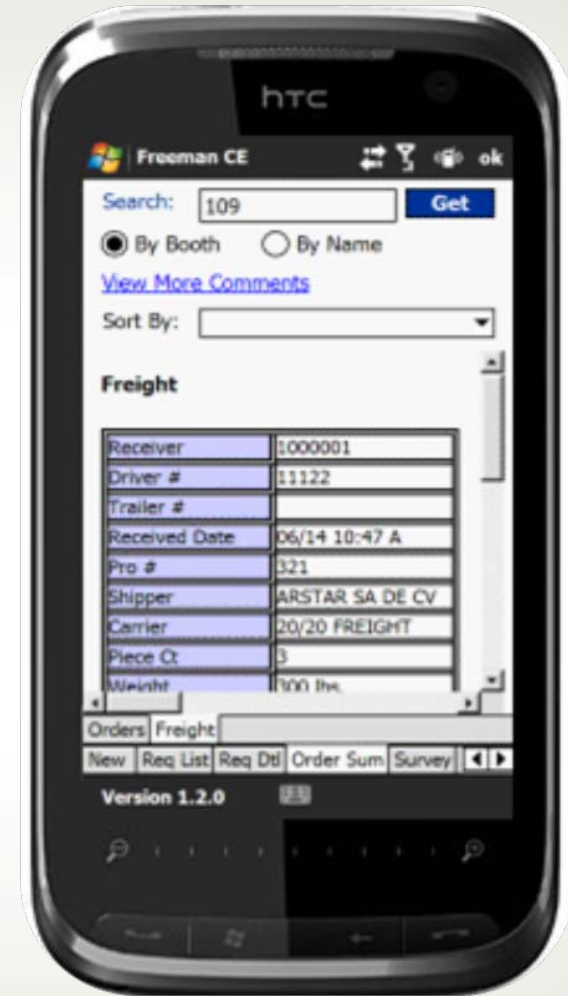 hTC
Freeman CE ok
Search: 109 Get
By Booth By Name
View More Comments
Sort By:
Freight
Receiver 1000001
Driver # 11122
Trailer #
Received Date 06/14 10:47 A
Pro # 321
Shipper ARSTAR SA DE CV
Carrier 20/20 FREIGHT
Piece Ct 3
Weight 300 lbs.
Orders Freight
New Req List Req Dtl Order Sum Survey
Version 1.2.0